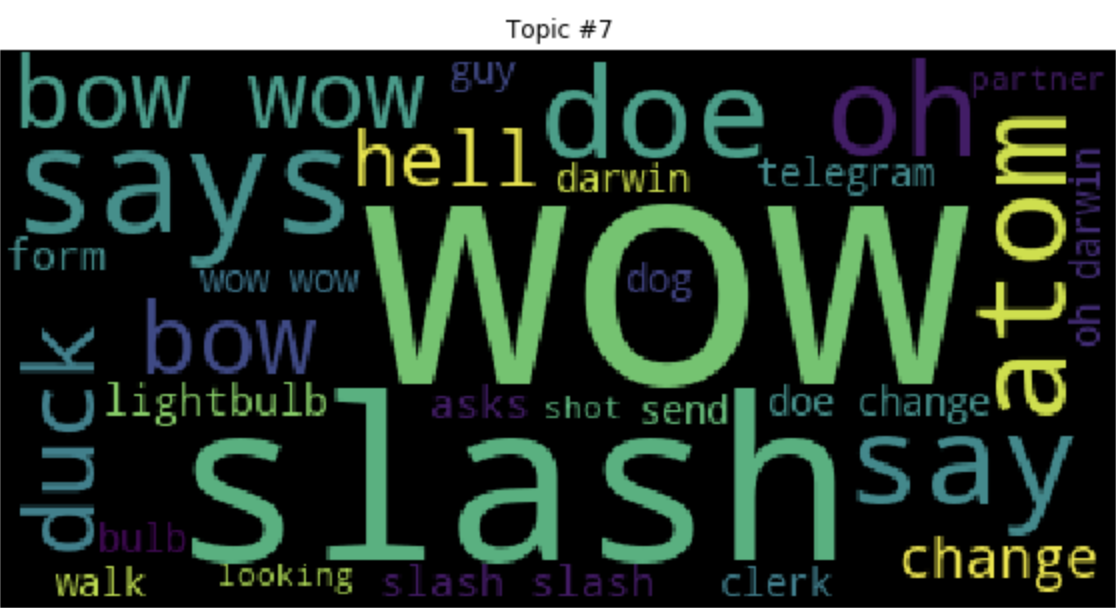 Topic #7
bow wow
guy
doe
oh
partner
says
hell
darwin
telegram
atom
oh darwin
form
wow wow
wow
dog
bow
duck
lightbulb
asks
shot
send
doe change
slash
say
bulb
change
walk
looking
slash slash
clerk